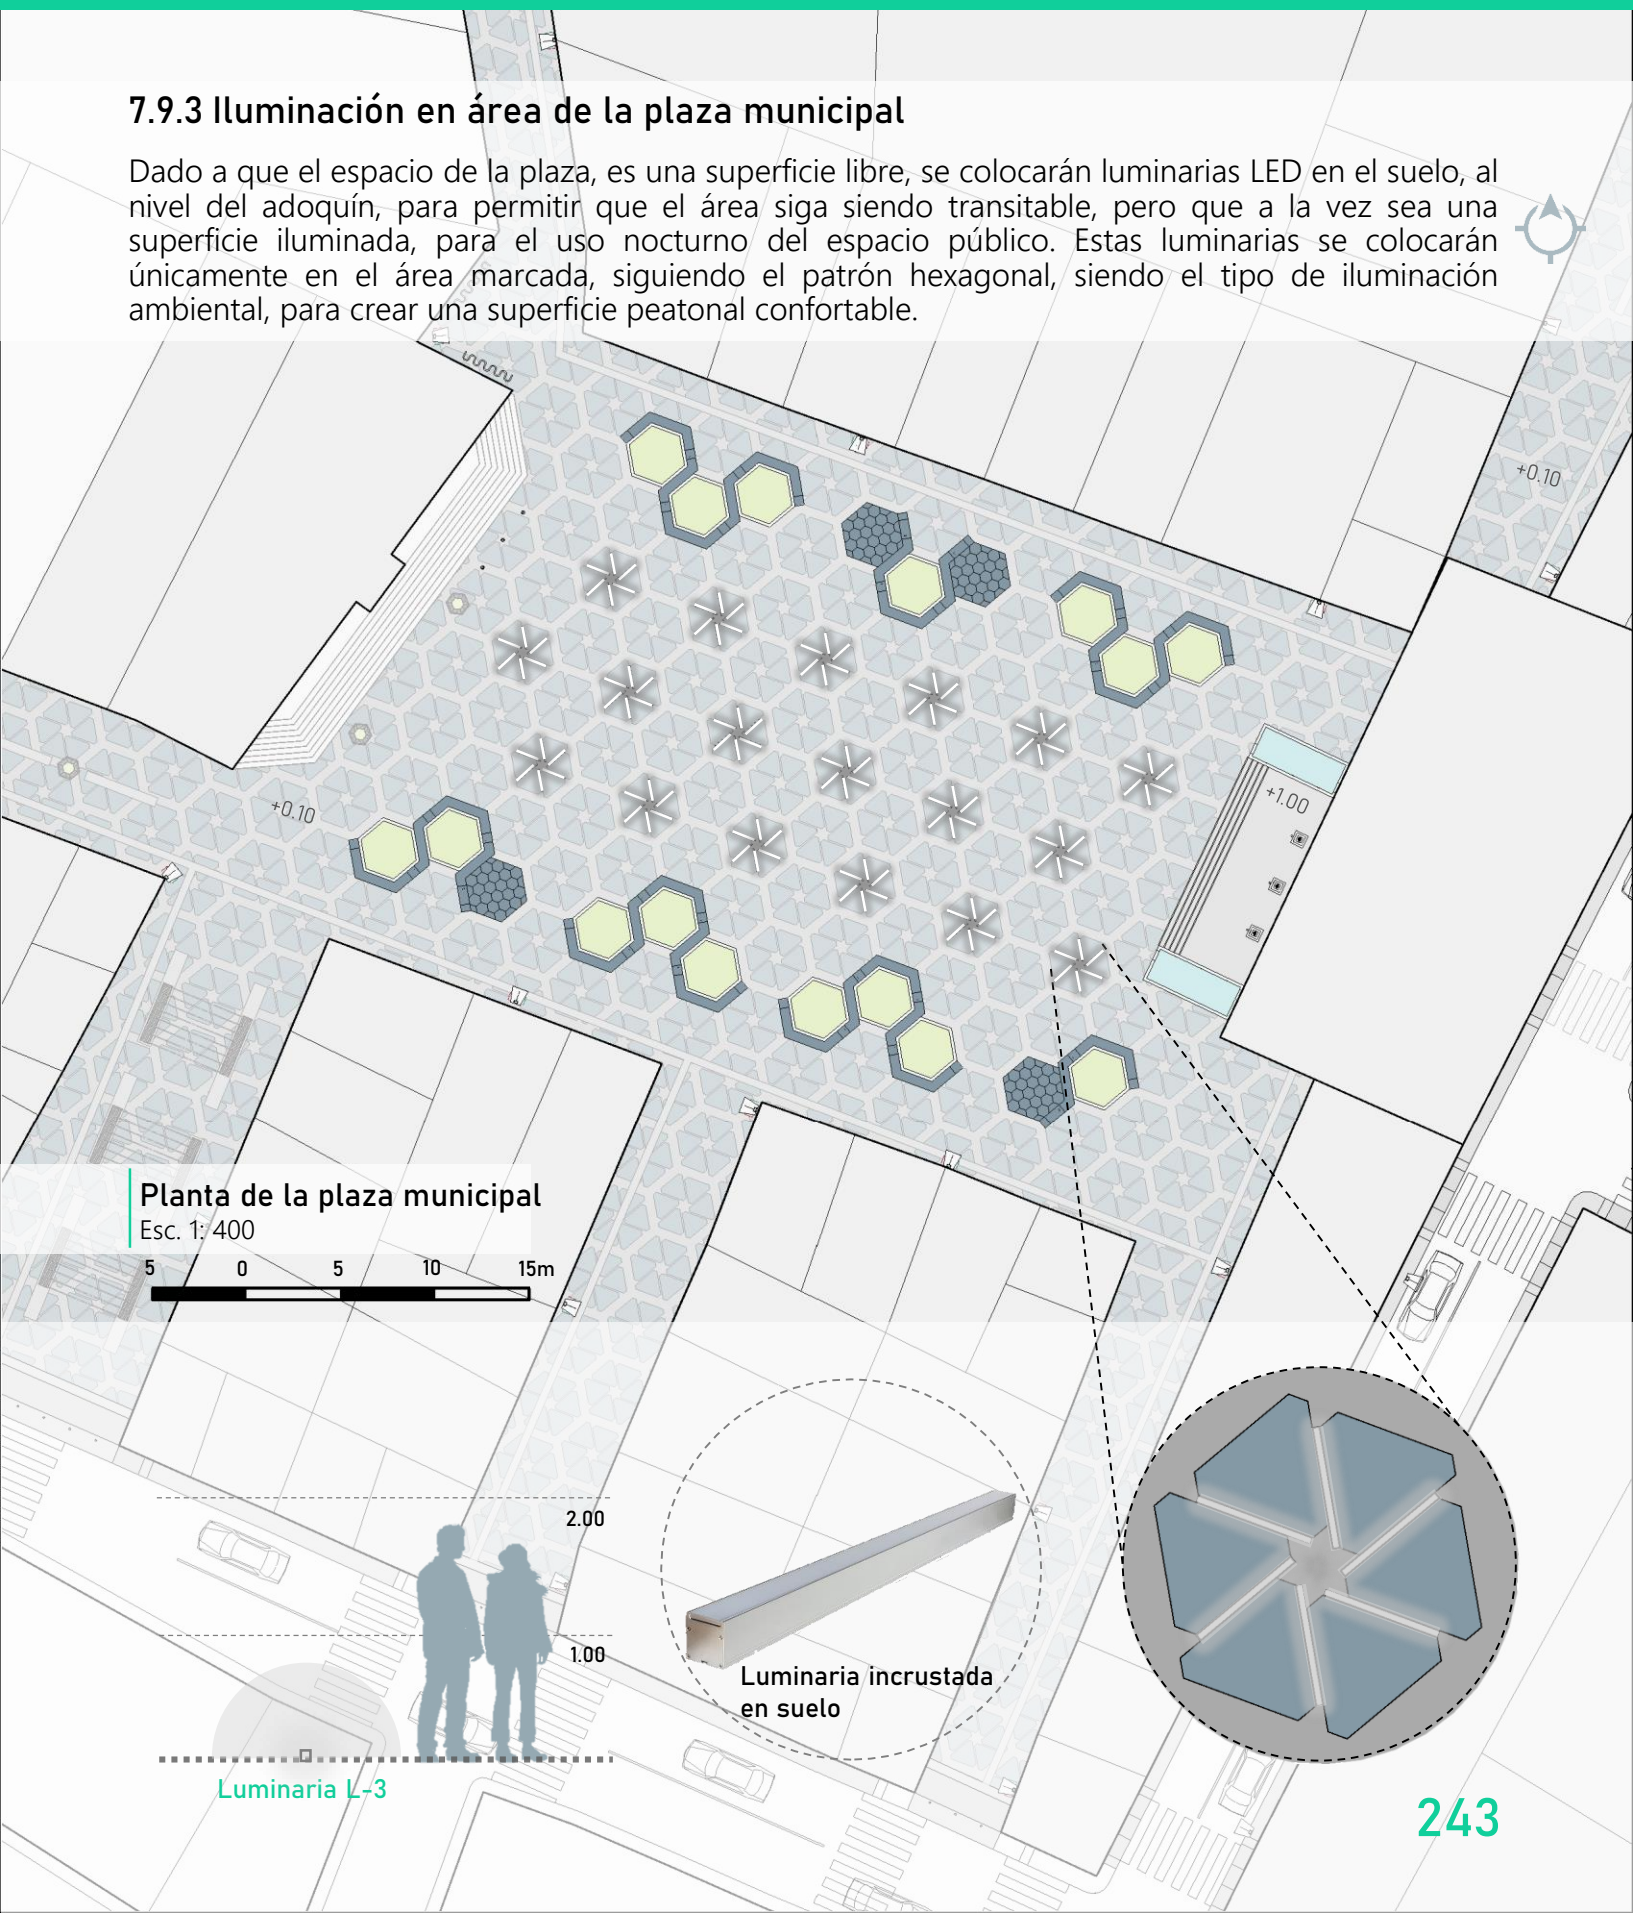 7.9.3 Iluminación en área de la plaza municipal
Dado a que el espacio de la plaza, es una superficie libre, se colocarán luminarias LED en el suelo, al
nivel del adoquín, para permitir que el área siga siendo transitable, pero que a la vez sea una
superficie iluminada, para el uso nocturno del espacio público. Estas luminarias se colocarán
únicamente en el área marcada, siguiendo el patrón hexagonal, siendo el tipo de iluminación
ambiental, para crear una superficie peatonal confortable.
+0.10
+1.00
+0.10
Planta de la plaza municipal
Esc. 1: 400
5 0 5 10 15m
2.00
1.00
Luminaria incrustada
en suelo
Luminaria L-3
243